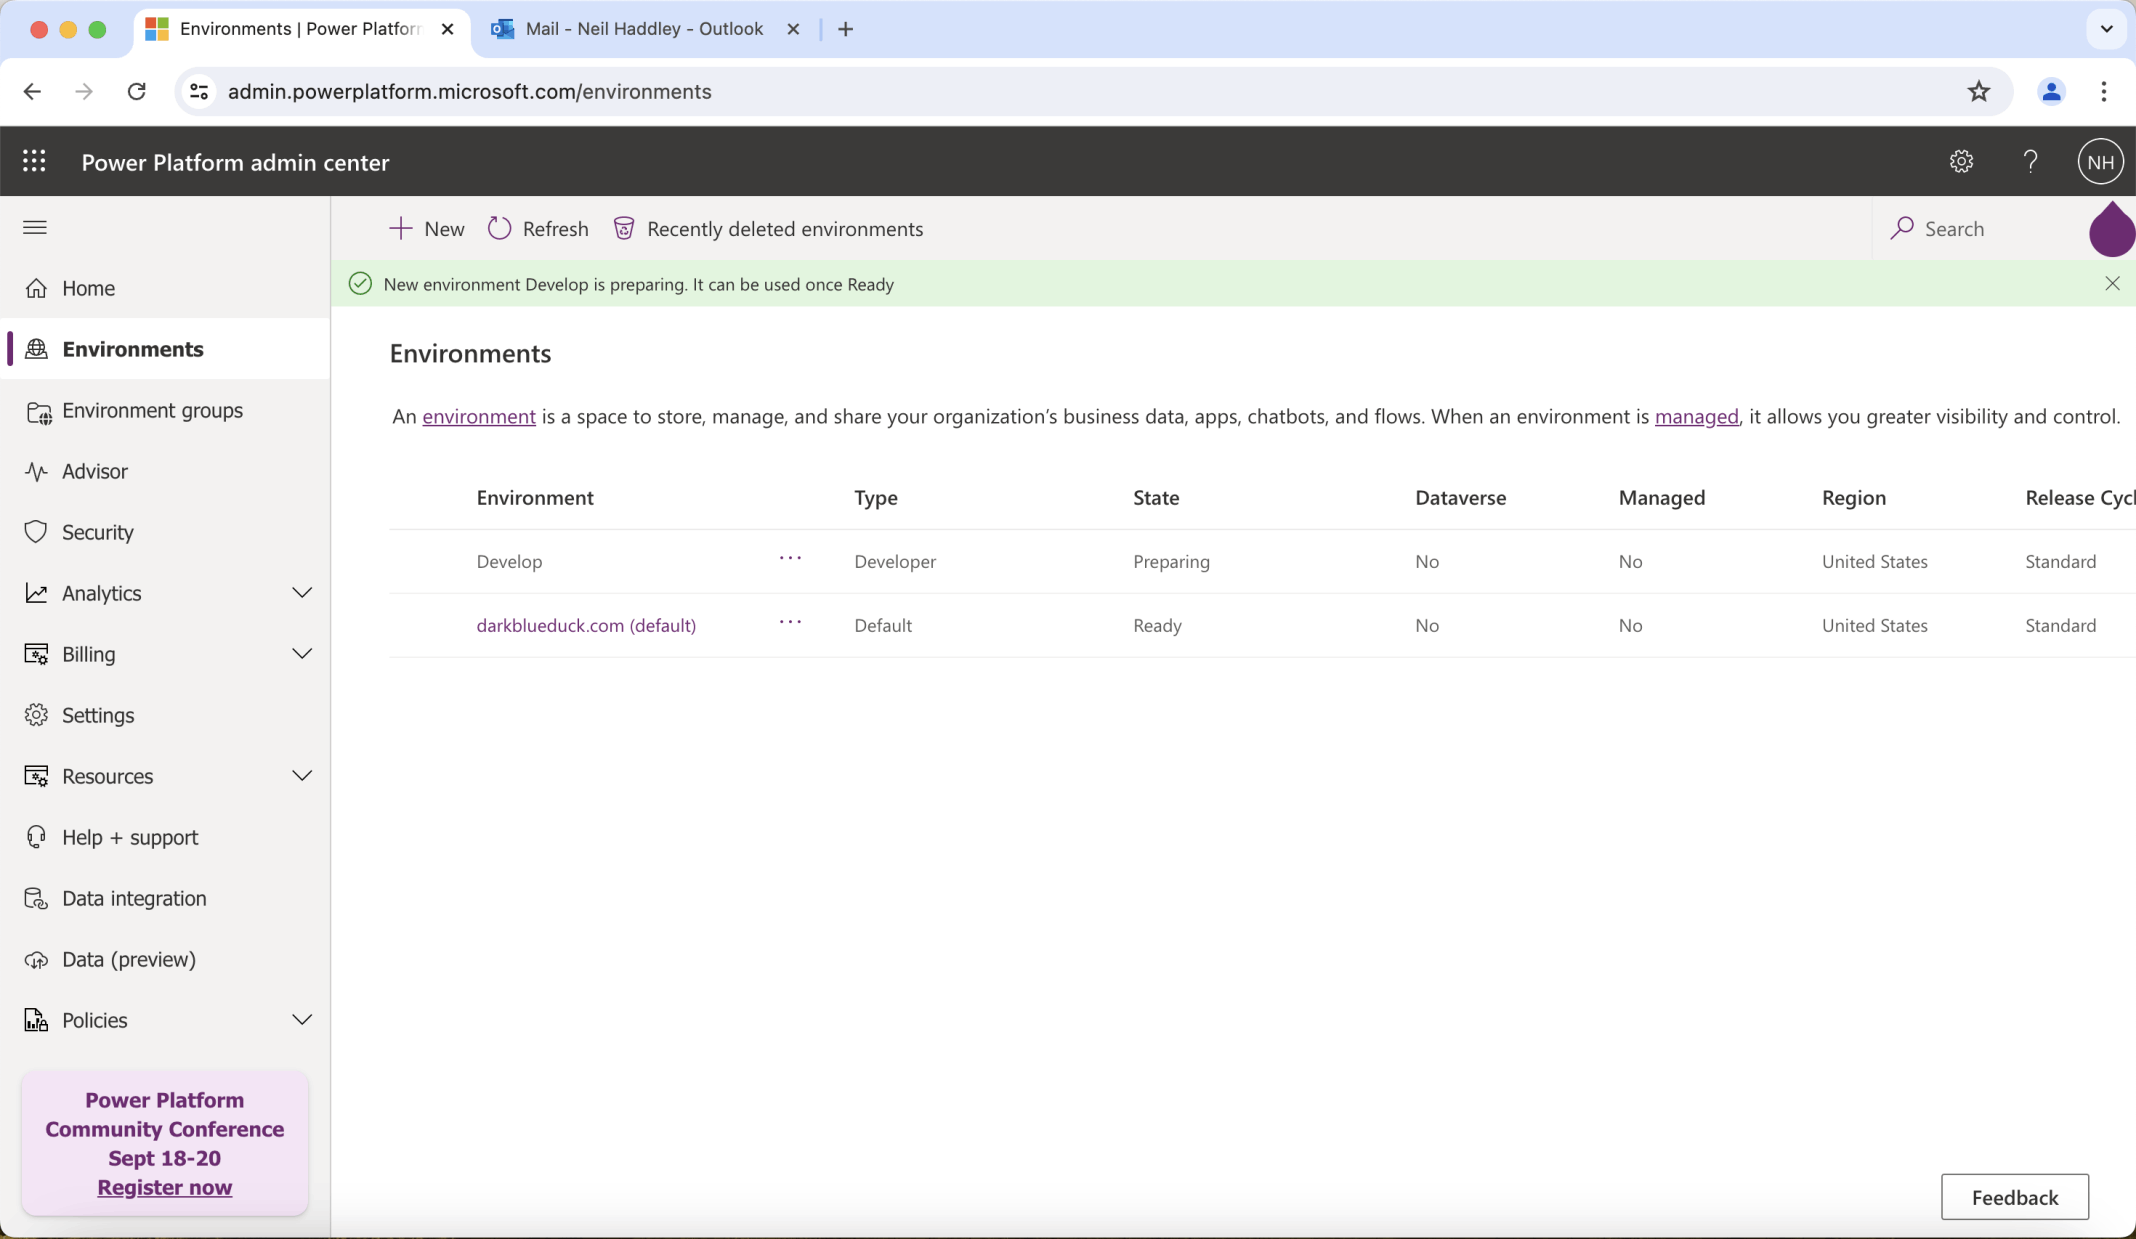 Environments | Power Platform
Mail - Neil Haddley - Outlook
admin.powerplatform.microsoft.com/environments
Power Platform admin center
NH
New
Refresh
Recently deleted environments
Search
New environment Develop is preparing. It can be used once Ready
Home
Environments
Environment groups
Advisor
Security
Analytics
Billing
Settings
Resources
Help + support
Data integration
Data (preview)
Policies
Power Platform
Community Conference
Sept 18-20
Register now
Environments
An environment is a space to store, manage, and share your organization's business data, apps, chatbots, and flows. When an environment is managed, it allows you greater visibility and control.
Environment Type State Dataverse Managed Region Release Cycl
Develop ... Developer Preparing No No United States Standard
darkblueduck.com (default) ... Default Ready No No United States Standard
Feedback